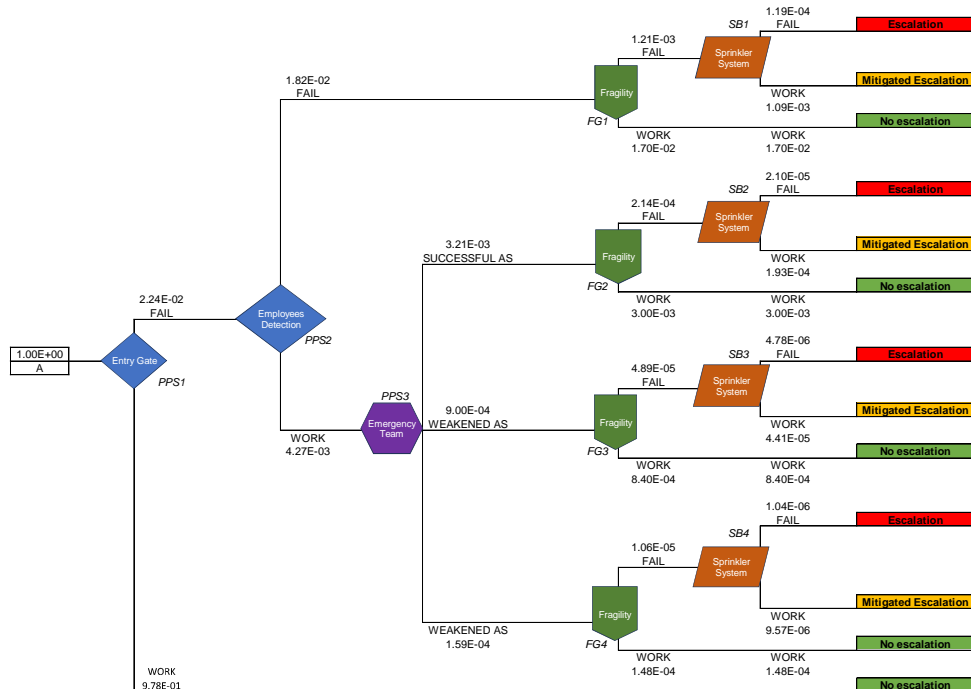 SB1
1.19E-04
FAIL
Escalation
1.21E-03
FAIL
Sprinkler
System
Mitigated Escalation
WORK
1.09E-03
1.82E-02
FAIL
Fragility
FG1
No escalation
WORK
1.70E-02
WORK
1.70E-02
SB2
2.10E-05
FAIL
Escalation
2.14E-04
FAIL
Sprinkler
System
Mitigated Escalation
WORK
1.93E-04
3.21E-03
SUCCESSFUL AS
Fragility
FG2
No escalation
WORK
3.00E-03
WORK
3.00E-03
2.24E-02
FAIL
Employees
Detection
PPS2
1.00E+00
A
Entry Gate
PPS1
SB3
4.78E-06
FAIL
Escalation
4.89E-05
FAIL
Sprinkler
System
Mitigated Escalation
WORK
4.41E-05
PPS3
Emergency
Team
9.00E-04
WEAKENED AS
Fragility
FG3
WORK
4.27E-03
No escalation
WORK
8.40E-04
WORK
8.40E-04
1.04E-06
FAIL
Escalation
SB4
1.06E-05
FAIL
Sprinkler
System
Mitigated Escalation
WORK
9.57E-06
WEAKENED AS
1.59E-04
Fragility
FG4
No escalation
WORK
1.48E-04
WORK
1.48E-04
WORK
9.78E-01
No escalation